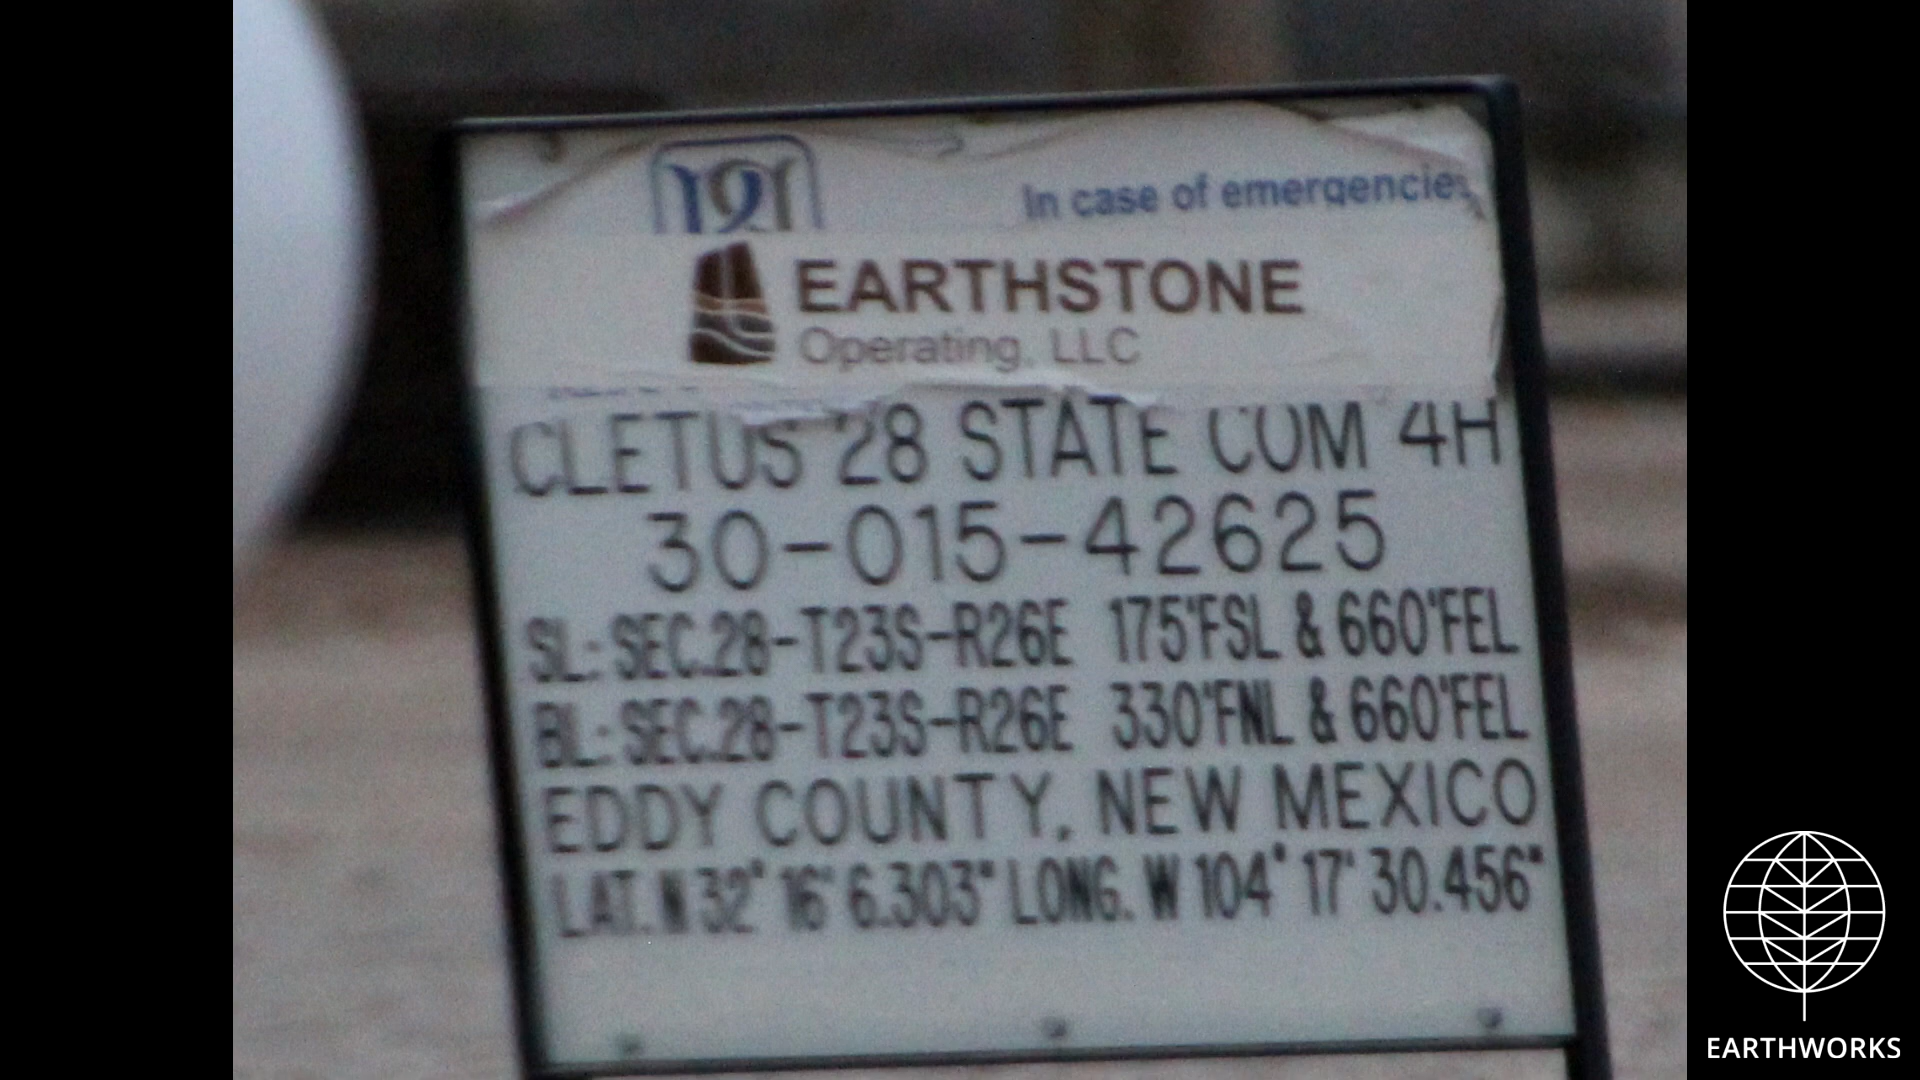 In case of emergencies
EARTHSTONE
Operating, LLC
CLETUS 28 STATE COM 4H
30-015-42625
SL: SEC.28-T23S-R26E 175'FSL & 660'FEL
BL: SEC.28-T23S-R26E 330'FNL & 660'FEL
EDDY COUNTY, NEW MEXICO
LAT. N 32° 16' 6.303" LONG. W 104° 17' 30.456"
EARTHWORKS